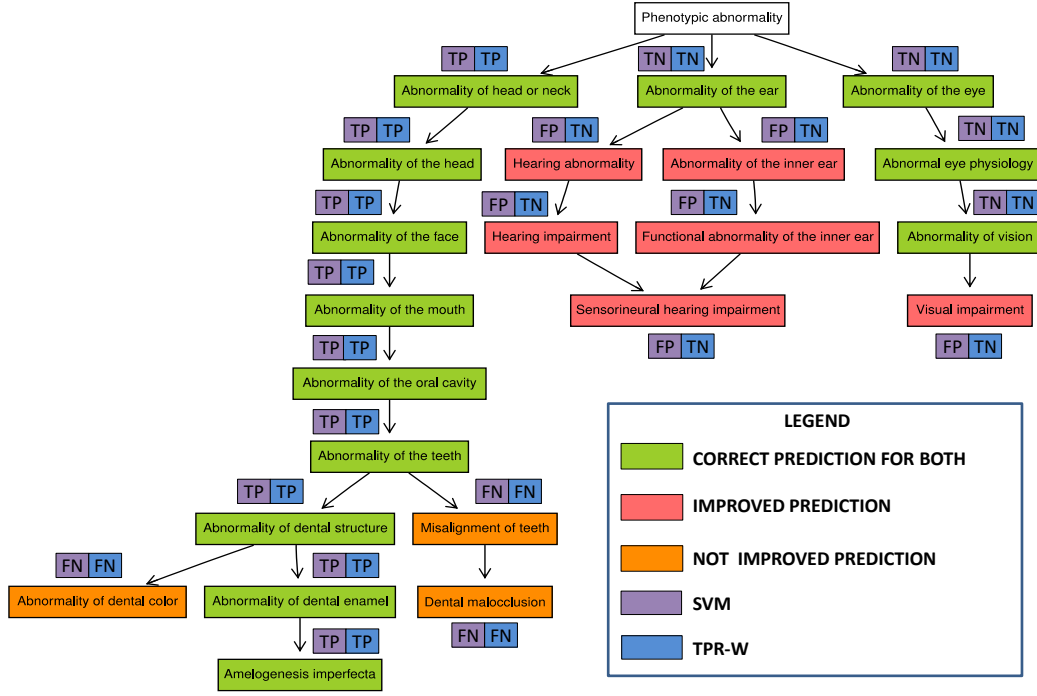 Phenotypic abnormality
TP TP TN TN TN TN
Abnormality of head or neck Abnormality of the ear Abnormality of the eye
TP TP FP TN FP TN TN TN
Abnormality of the head Hearing abnormality Abnormality of the inner ear Abnormal eye physiology
TP TP FP TN FP TN TN TN
Abnormality of the face Hearing impairment Functional abnormality of the inner ear Abnormality of vision
TP TP
Abnormality of the mouth Sensorineural hearing impairment Visual impairment
TP TP FP TN FP TN
Abnormality of the oral cavity
TP TP
Abnormality of the teeth
TP TP FN FN
Abnormality of dental structure Misalignment of teeth
FN FN TP TP
Abnormality of dental color Abnormality of dental enamel Dental malocclusion
TP TP FN FN
Amelogenesis imperfecta
LEGEND
CORRECT PREDICTION FOR BOTH
IMPROVED PREDICTION
NOT IMPROVED PREDICTION
SVM
TPR-W